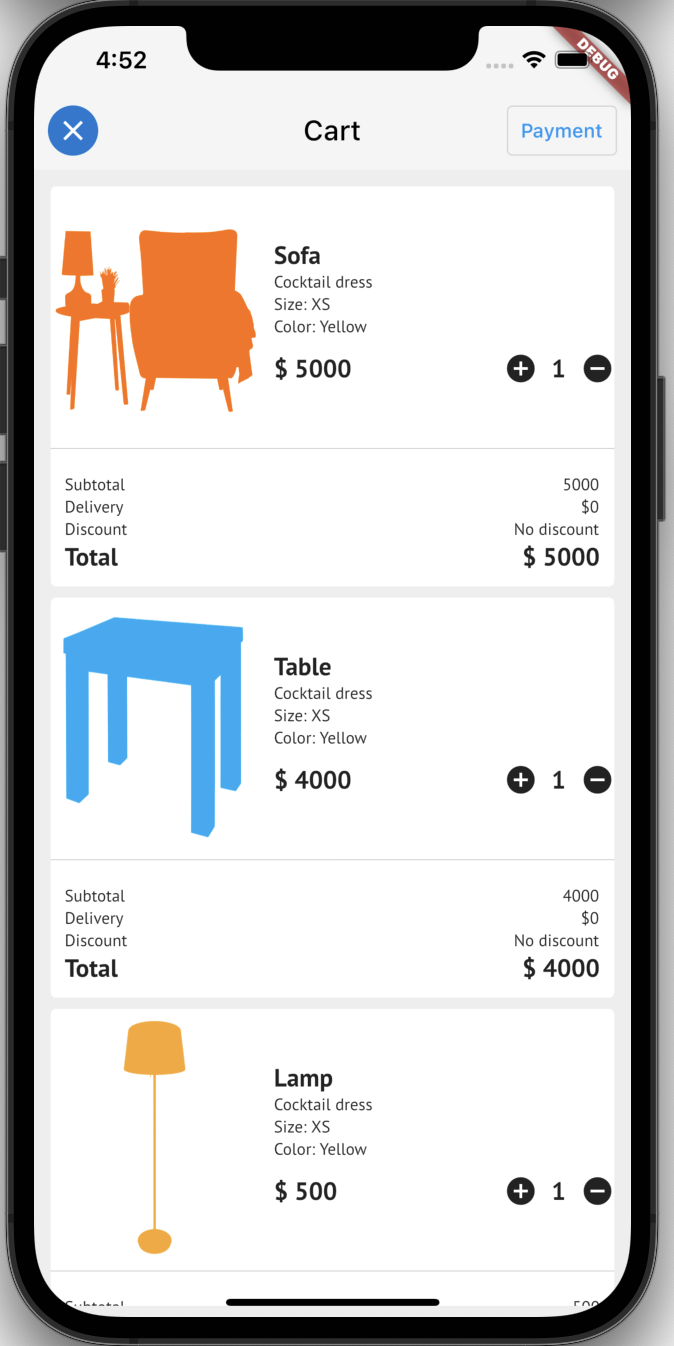 4:52
DEBUG
Cart
Payment
Sofa
Cocktail dress
Size: XS
Color: Yellow
$ 5000
1
Subtotal 5000
Delivery $0
Discount No discount
Total $ 5000
Table
Cocktail dress
Size: XS
Color: Yellow
$ 4000
1
Subtotal 4000
Delivery $0
Discount No discount
Total $ 4000
Lamp
Cocktail dress
Size: XS
Color: Yellow
$ 500
1
Subtotal 500